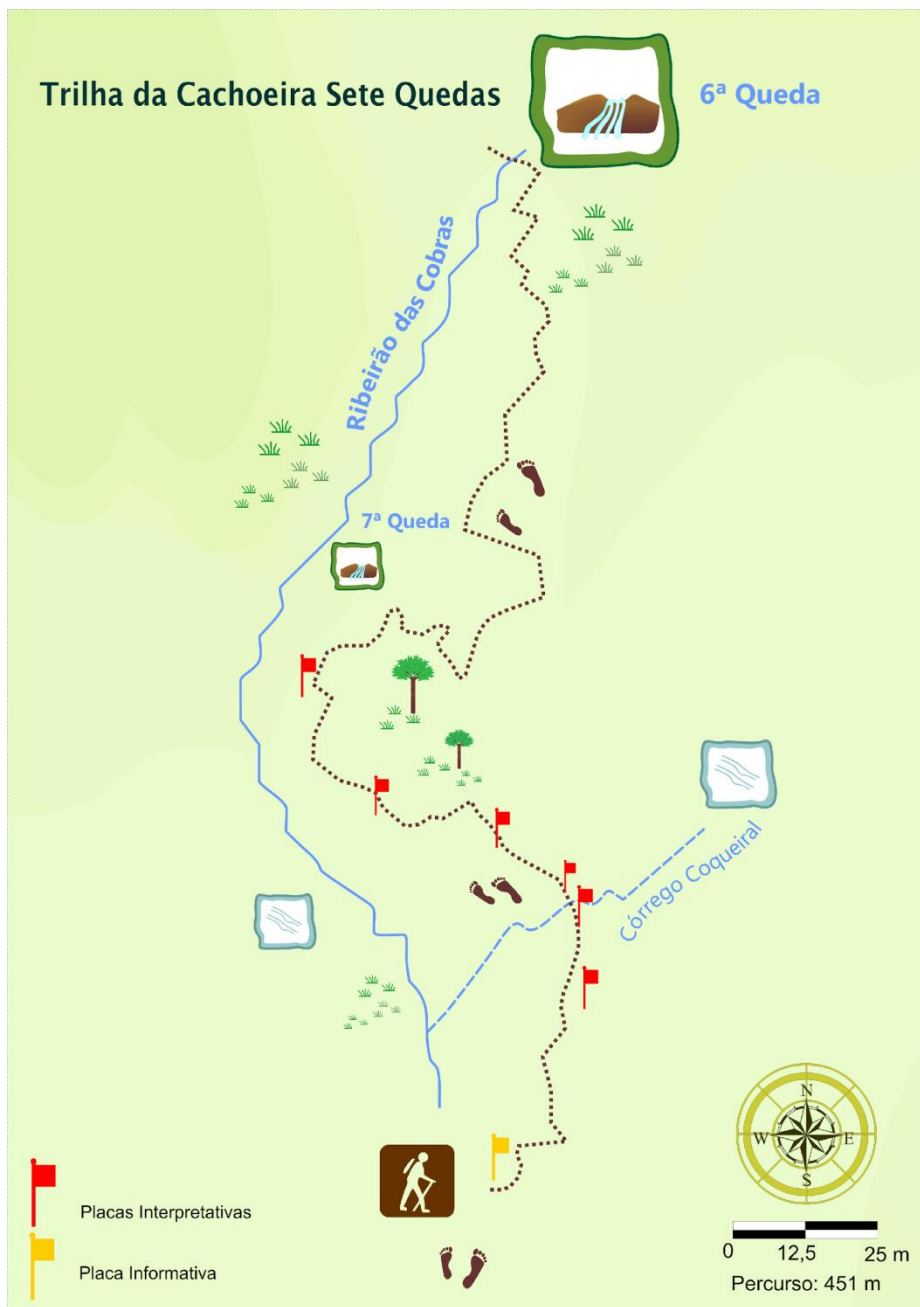 Trilha da Cachoeira Sete Quedas
6ª Queda
Ribeirão das Cobras
7ª Queda
Córrego Coqueiral
N
W E
S
Placas Interpretativas
Placa Informativa
0 12,5 25 m
Percurso: 451 m